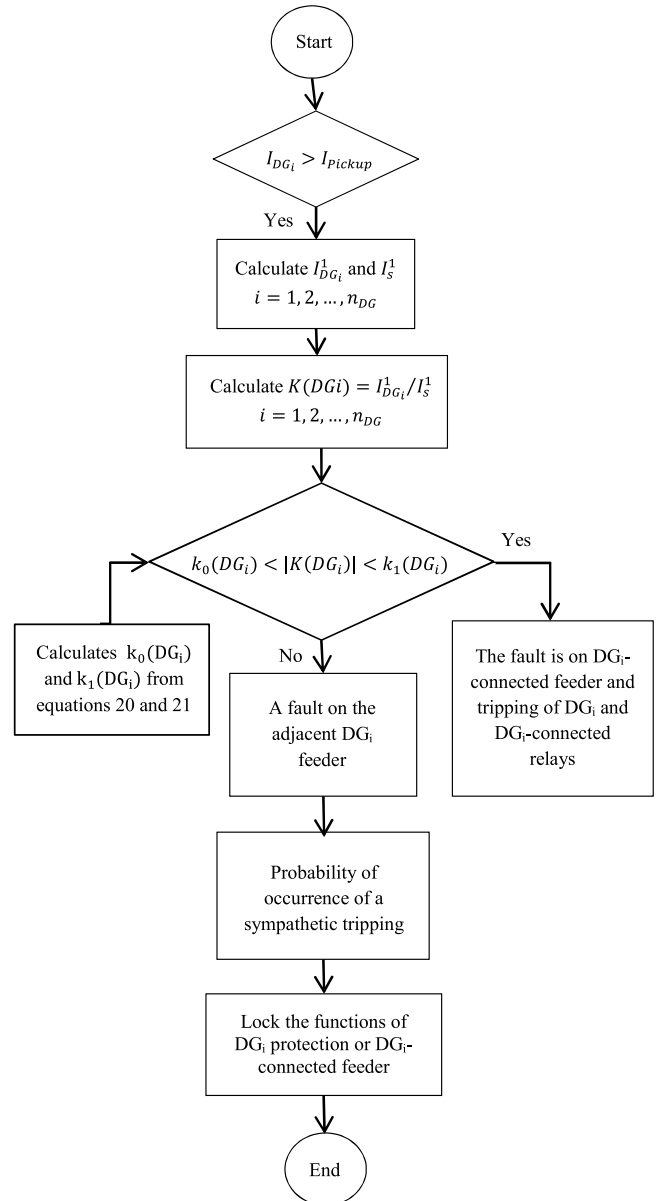 Start
I_{DG_i} > I_{Pickup}
Yes
Calculate I^1_{DG_i} and I^1_s
i = 1, 2, … , n_{DG}
Calculate K(DGi) = I^1_{DG_i}/I^1_s
i = 1, 2, … , n_{DG}
k_0(DG_i) < |K(DG_i)| < k_1(DG_i)
Yes
No
Calculates k_0(DG_i)
and k_1(DG_i) from
equations 20 and 21
A fault on the
adjacent DG_i
feeder
The fault is on DG_i-
connected feeder and
tripping of DG_i and
DG_i-connected
relays
Probability of
occurrence of a
sympathetic tripping
Lock the functions of
DG_i protection or DG_i-
connected feeder
End